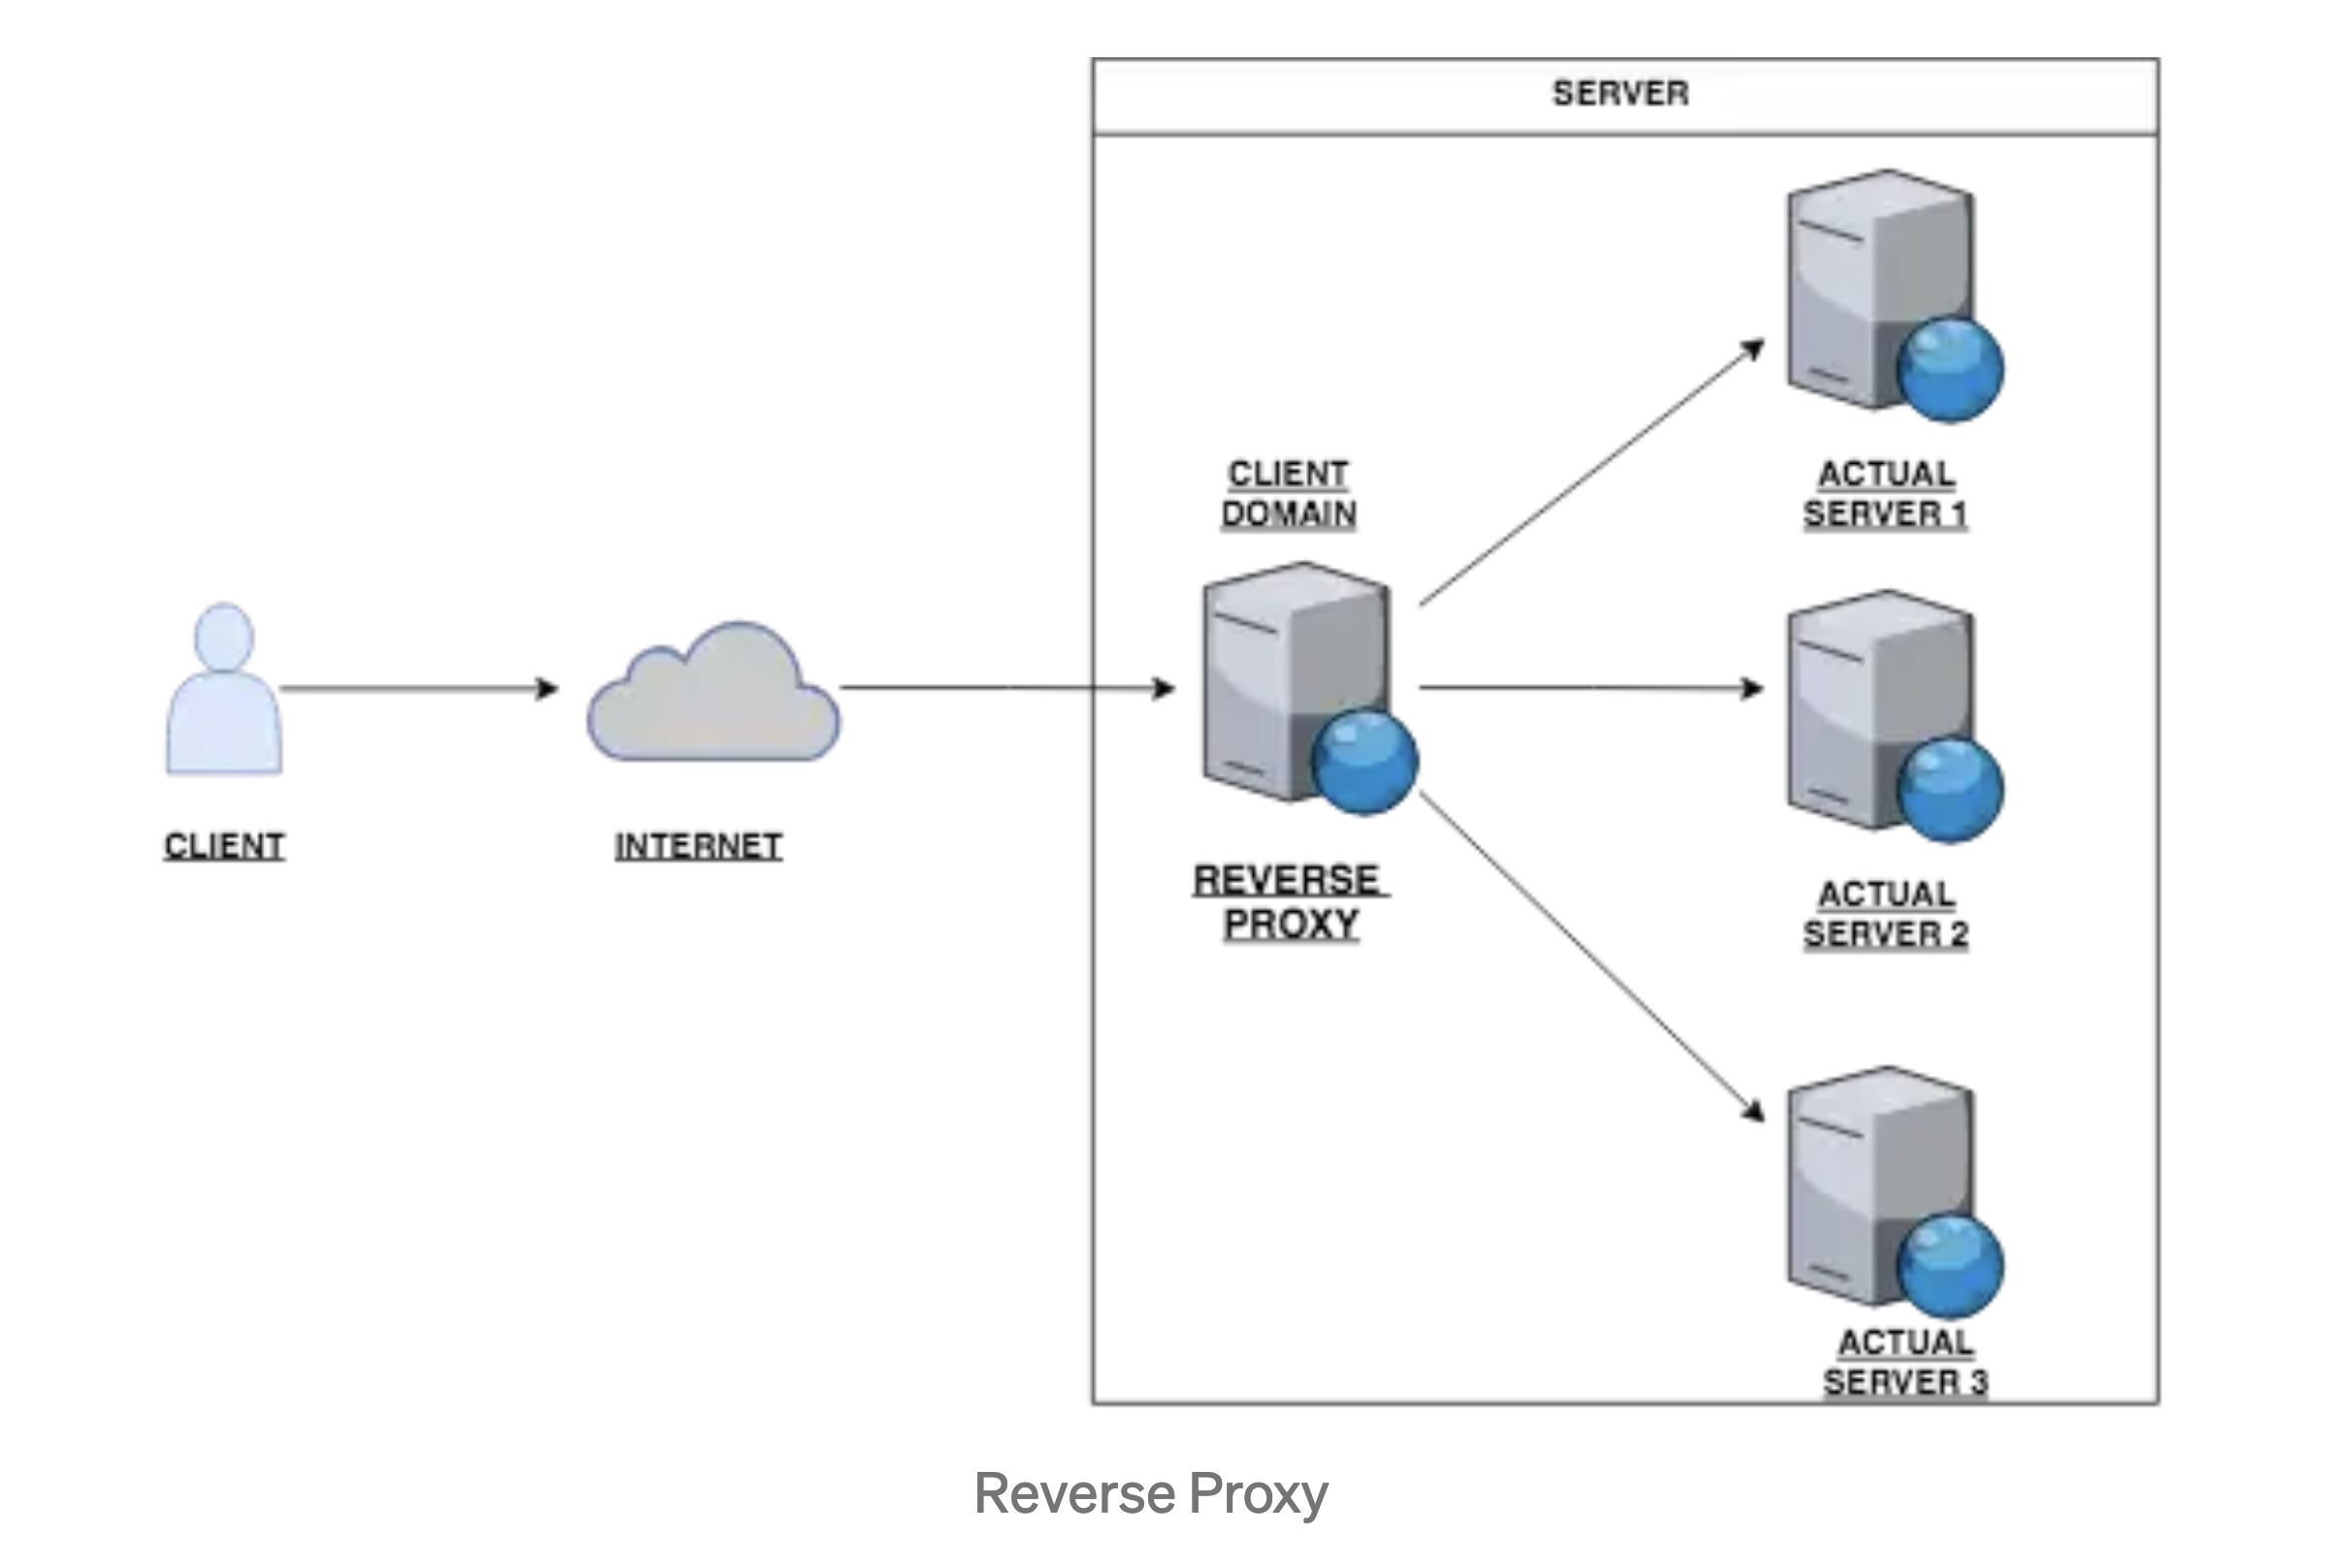 SERVER
CLIENT
DOMAIN
ACTUAL
SERVER 1
CLIENT
INTERNET
REVERSE
PROXY
ACTUAL
SERVER 2
ACTUAL
SERVER 3
Reverse Proxy